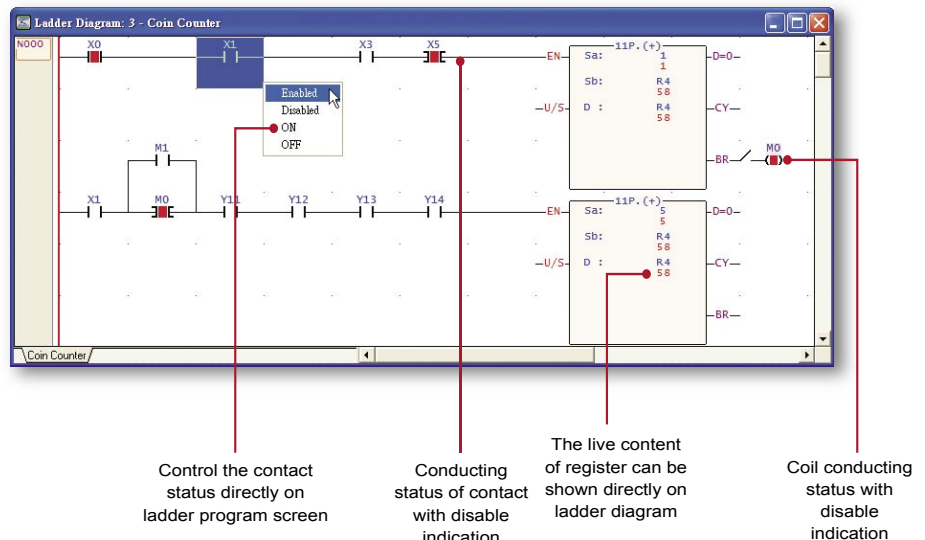 Ladder Diagram: 3 - Coin Counter
N000
X0 X1 X3 X5
11P.(+)
EN Sa: 1 D=0
1
Sb: R4
58
U/S D : R4 CY
58
Enabled
Disabled
ON
OFF
M1
BR M0
X1 M0 Y11 Y12 Y13 Y14
11P.(+)
EN Sa: 5 D=0
5
Sb: R4
58
U/S D : R4 CY
58
BR
Coin Counter
Control the contact
status directly on
ladder program screen
Conducting
status of contact
with disable
indication
The live content
of register can be
shown directly on
ladder diagram
Coil conducting
status with
disable
indication